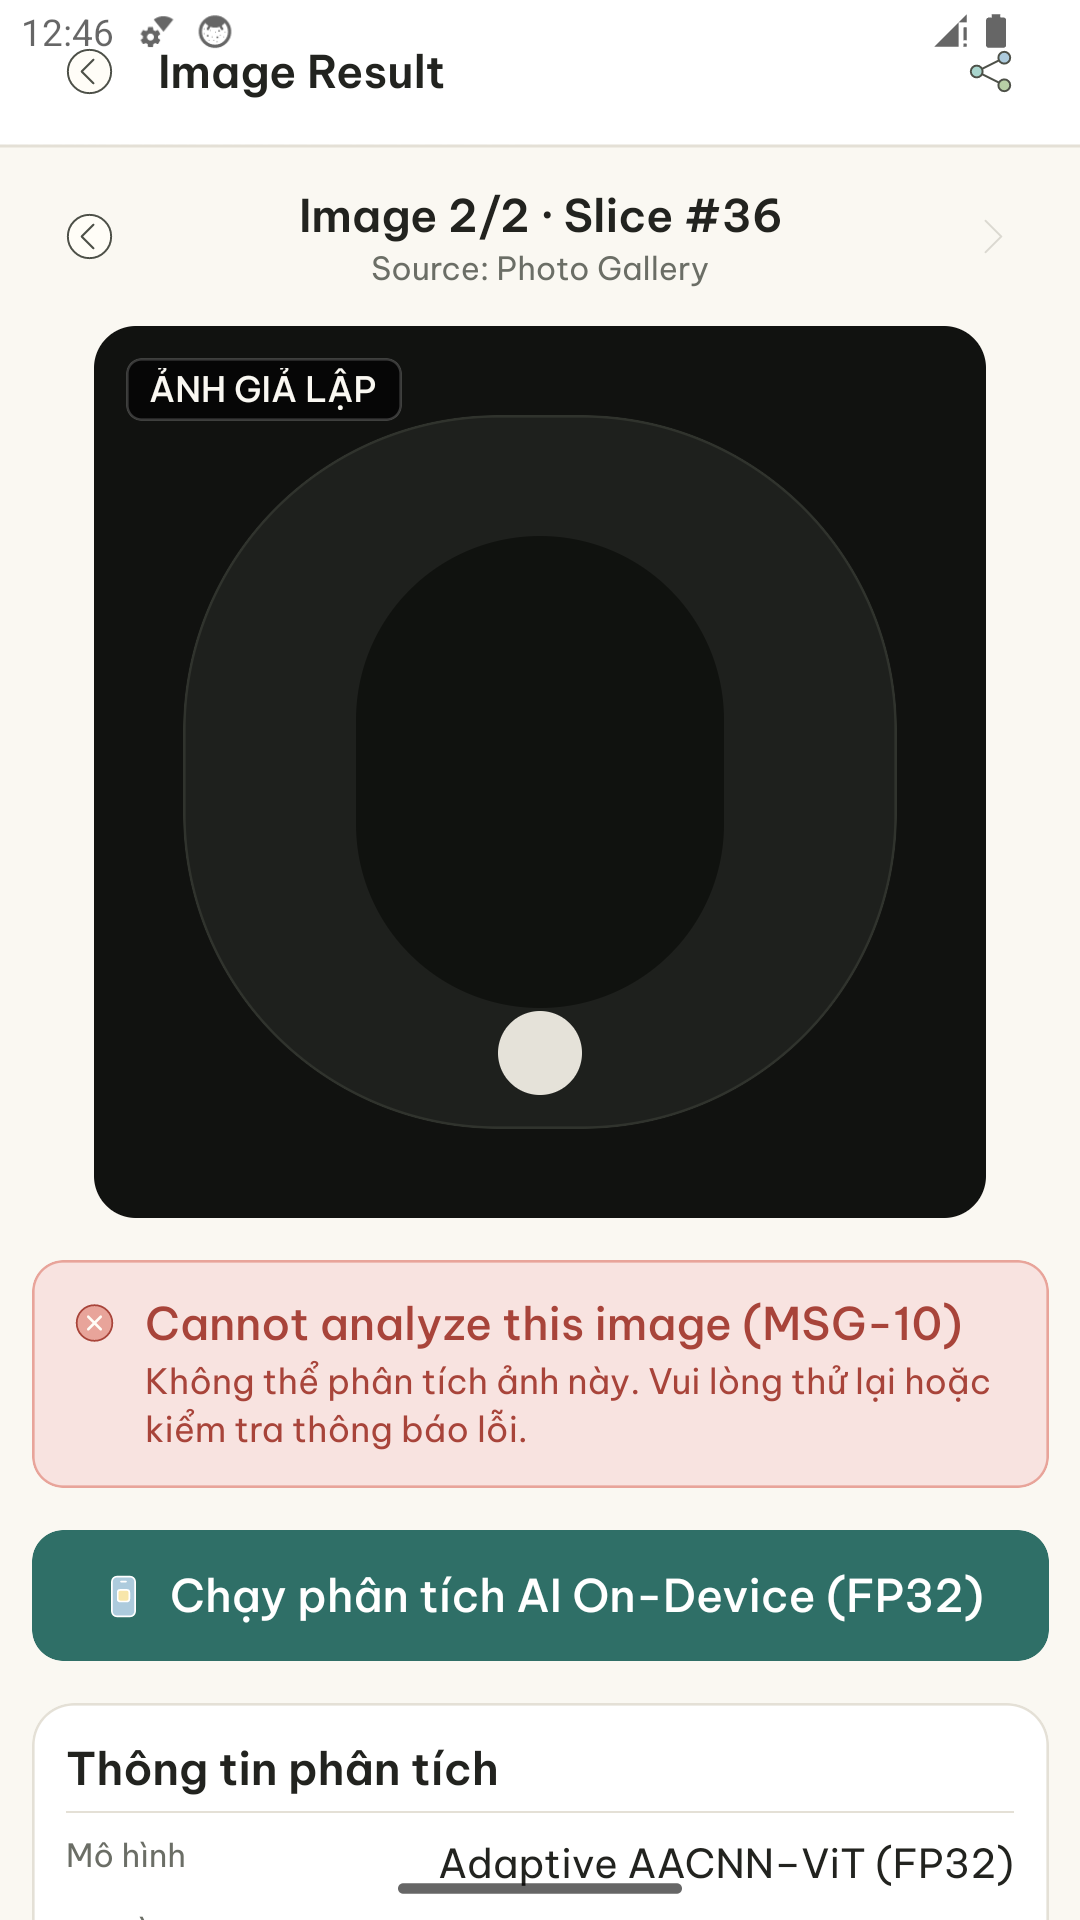 12:46
Image Result
Image 2/2 · Slice #36
Source: Photo Gallery
ẢNH GIẢ LẬP
Cannot analyze this image (MSG-10)
Không thể phân tích ảnh này. Vui lòng thử lại hoặc
kiểm tra thông báo lỗi.
Chạy phân tích AI On-Device (FP32)
Thông tin phân tích
Mô hình
Adaptive AACNN-ViT (FP32)